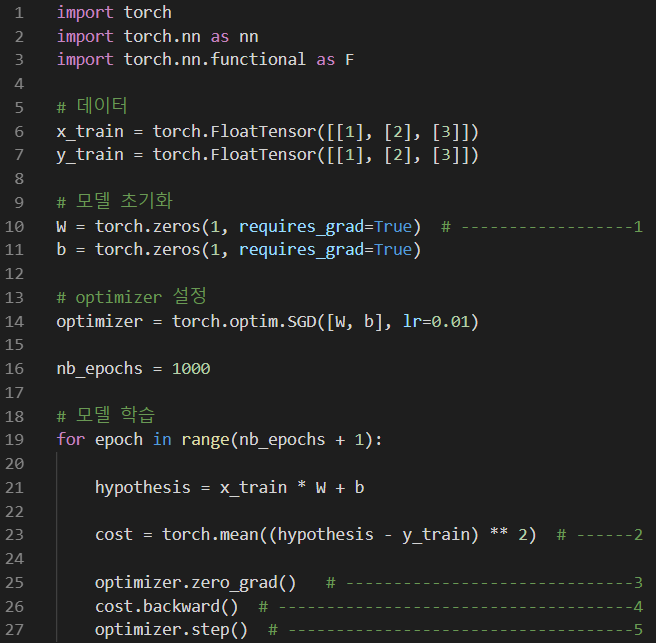 1 import torch
2 import torch.nn as nn
3 import torch.nn.functional as F
4
5 # 데이터
6 x_train = torch.FloatTensor([[1], [2], [3]])
7 y_train = torch.FloatTensor([[1], [2], [3]])
8
9 # 모델 초기화
10 W = torch.zeros(1, requires_grad=True)  # ------------------1
11 b = torch.zeros(1, requires_grad=True)
12
13 # optimizer 설정
14 optimizer = torch.optim.SGD([W, b], lr=0.01)
15
16 nb_epochs = 1000
17
18 # 모델 학습
19 for epoch in range(nb_epochs + 1):
20
21     hypothesis = x_train * W + b
22
23     cost = torch.mean((hypothesis - y_train) ** 2)  # ------2
24
25     optimizer.zero_grad()   # ------------------------------3
26     cost.backward()  # -------------------------------------4
27     optimizer.step()  # ------------------------------------5